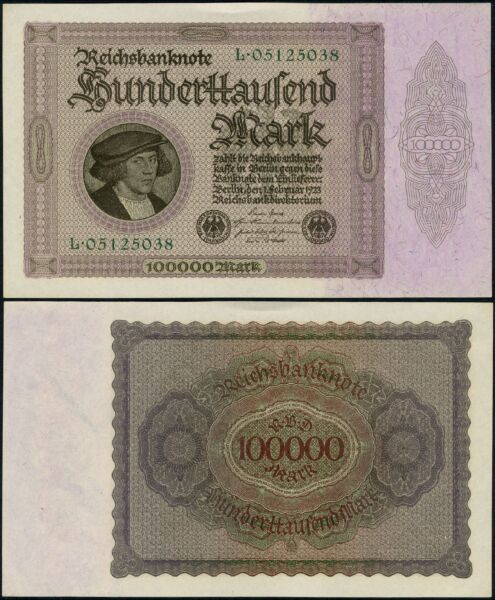 Reichsbanknote
L·05125038
Hunderttausend
Mark
zahlt die Reichsbankhaupt-
kasse in Berlin gegen diese
Banknote dem Einlieferer
Berlin, den 1. Februar 1923
Reichsbankdirektorium
L·05125038
100000 Mark
100000
Reichsbanknote
R·B·D
100000
Mark
Hunderttausend Mark